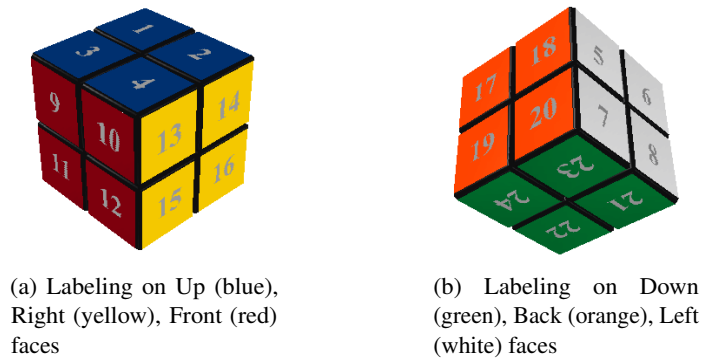 1
3 2
4
9 10 13 14
11 12 15 16
17 18 5 6
19 20 7 8
23
24 21
22
(a) Labeling on Up (blue),
Right (yellow), Front (red)
faces
(b) Labeling on Down
(green), Back (orange), Left
(white) faces